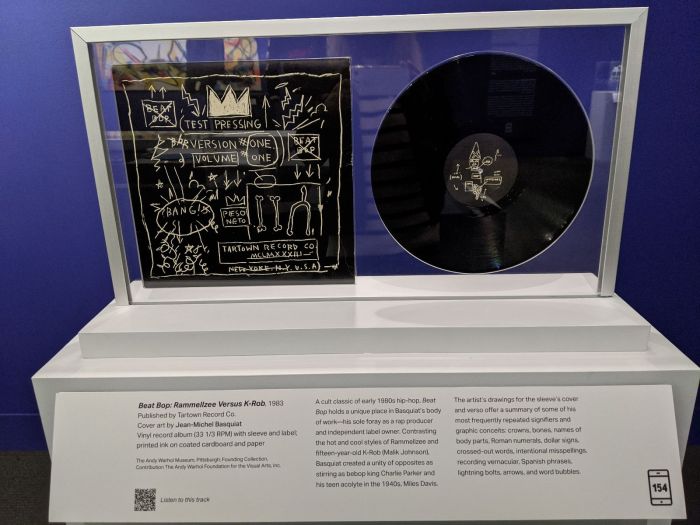 BEAT
BOP
TEST PRESSING
VERSION ONE
VOLUME ONE
BEAT
BOP
BANG!
PIESO
NETO
TARTOWN RECORD CO
MCLMXXXIII
NEW YORK, N.Y. U.S.A
Beat Bop: Rammellzee Versus K-Rob, 1983
Published by Tartown Record Co.
Cover art by Jean-Michel Basquiat
Vinyl record album (33 1/3 RPM) with sleeve and label;
printed ink on coated cardboard and paper
The Andy Warhol Museum, Pittsburgh; Founding Collection,
Contribution The Andy Warhol Foundation for the Visual Arts, Inc.
Listen to this track
A cult classic of early 1980s hip-hop, Beat
Bop holds a unique place in Basquiat's body
of work—his sole foray as a rap producer
and independent label owner. Contrasting
the hot and cool styles of Rammellzee and
fifteen-year-old K-Rob (Malik Johnson),
Basquiat created a unity of opposites as
stirring as bebop king Charlie Parker and
his teen acolyte in the 1940s, Miles Davis.
The artist's drawings for the sleeve's cover
and verso offer a summary of some of his
most frequently repeated signifiers and
graphic conceits: crowns, bones, names of
body parts, Roman numerals, dollar signs,
crossed-out words, intentional misspellings,
recording vernacular, Spanish phrases,
lightning bolts, arrows, and word bubbles.
154